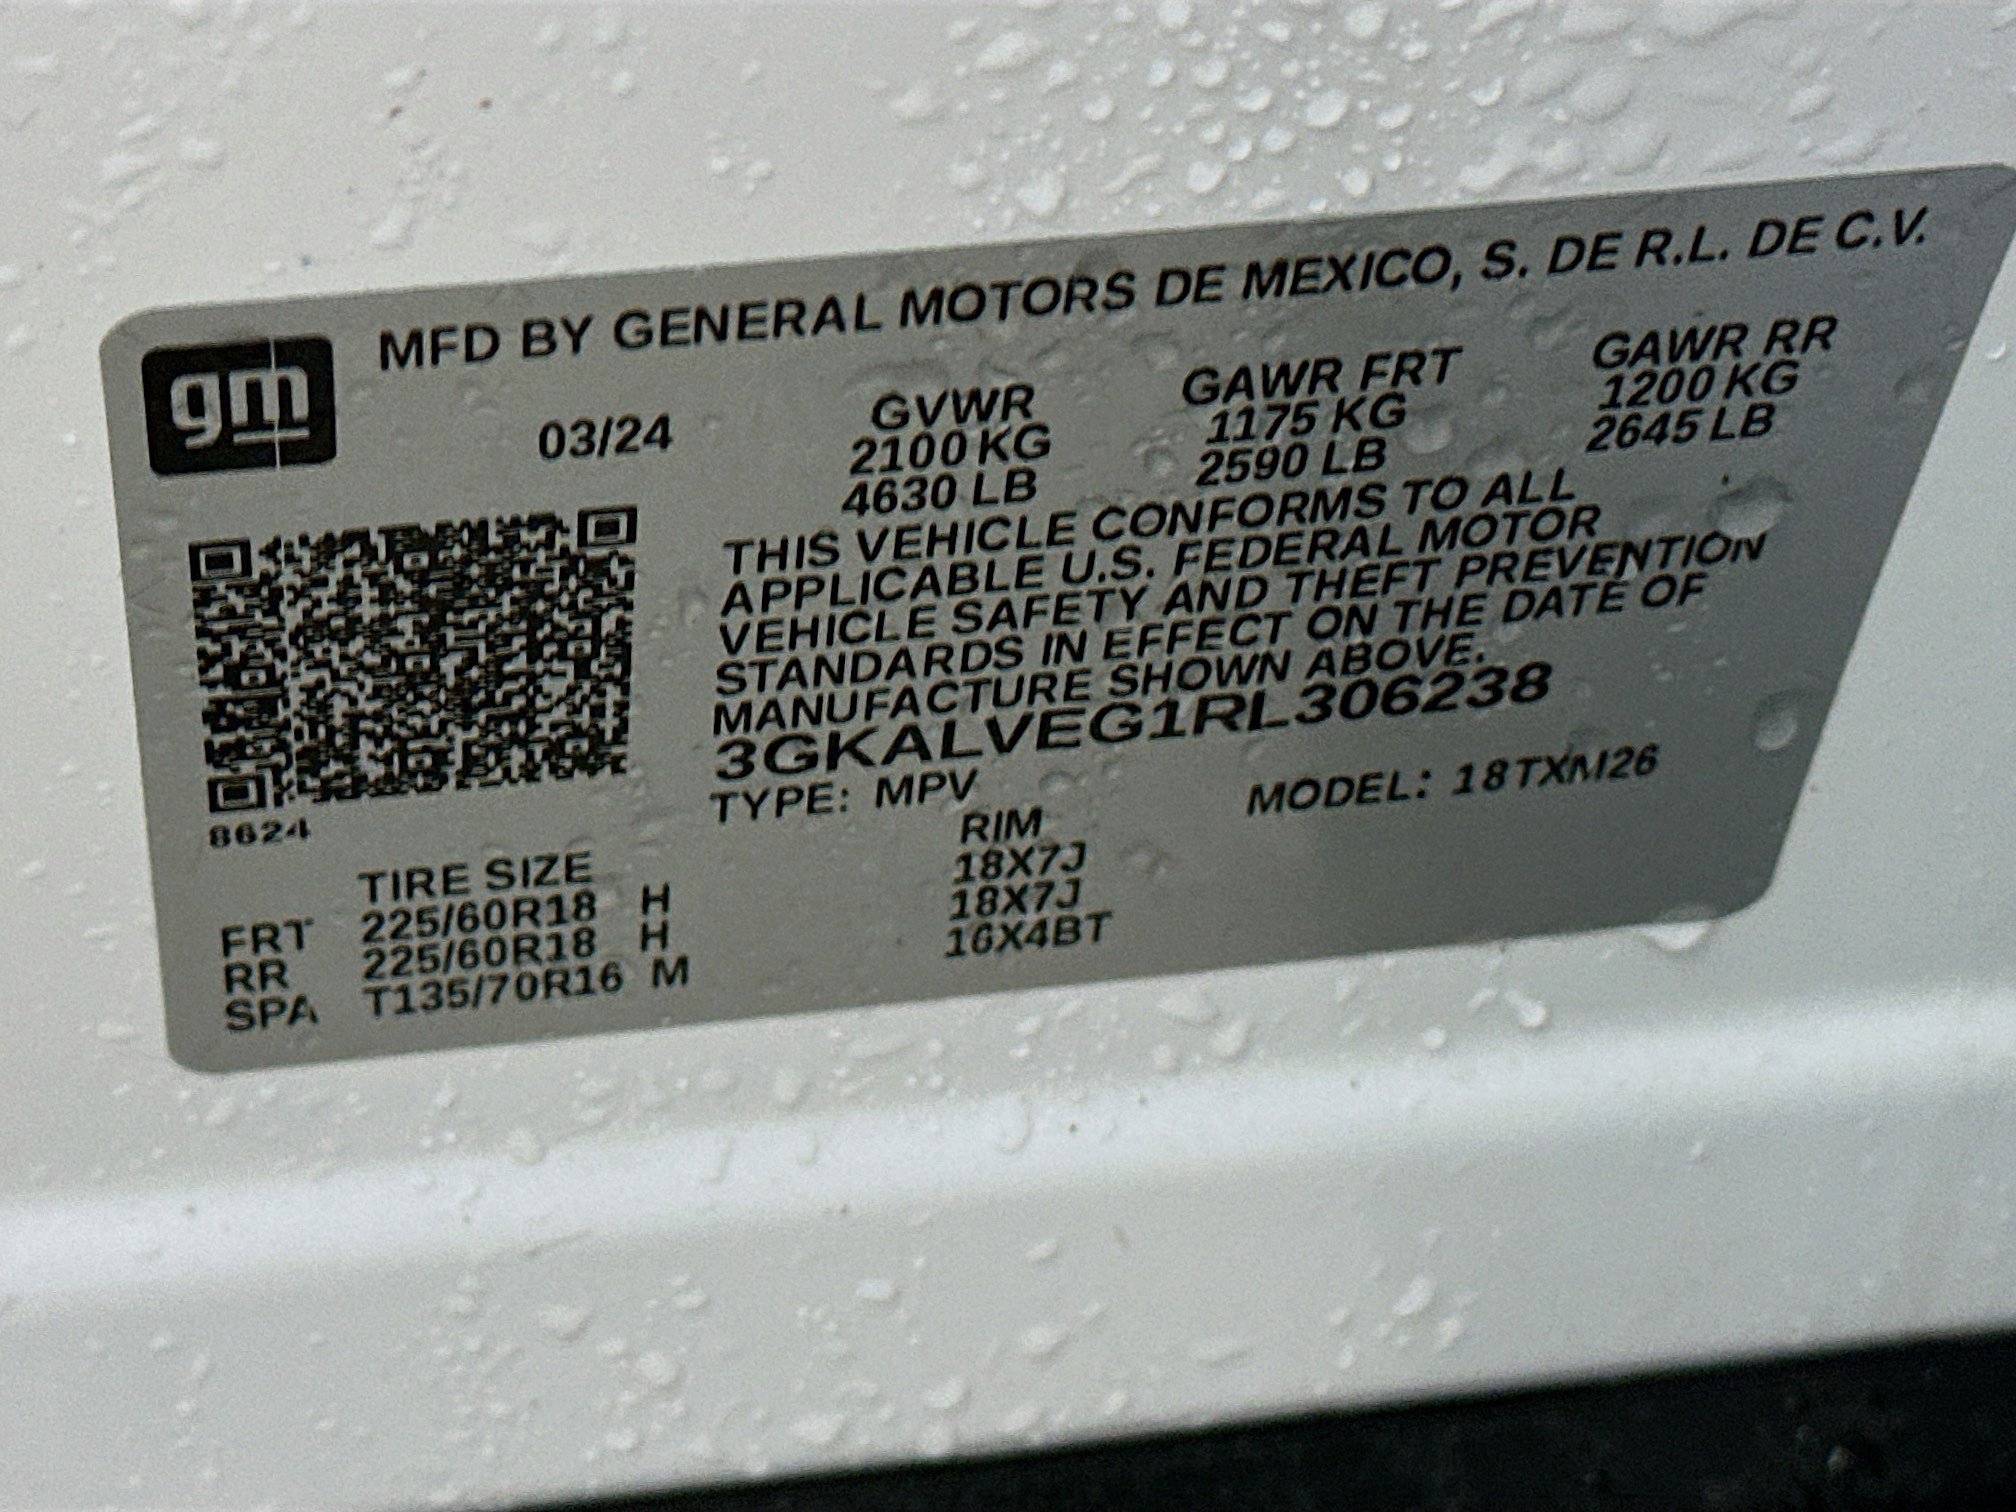 gm
MFD BY GENERAL MOTORS DE MEXICO, S. DE R.L. DE C.V.
03/24
GVWR GAWR FRT GAWR RR
2100 KG 1175 KG 1200 KG
4630 LB 2590 LB 2645 LB
THIS VEHICLE CONFORMS TO ALL
APPLICABLE U.S. FEDERAL MOTOR
VEHICLE SAFETY AND THEFT PREVENTION
STANDARDS IN EFFECT ON THE DATE OF
MANUFACTURE SHOWN ABOVE.
3GKALVEG1RL306238
TYPE: MPV MODEL: 18TXM26
8624
TIRE SIZE RIM
FRT 225/60R18 H 18X7J
RR 225/60R18 H 18X7J
SPA T135/70R16 M 16X4BT